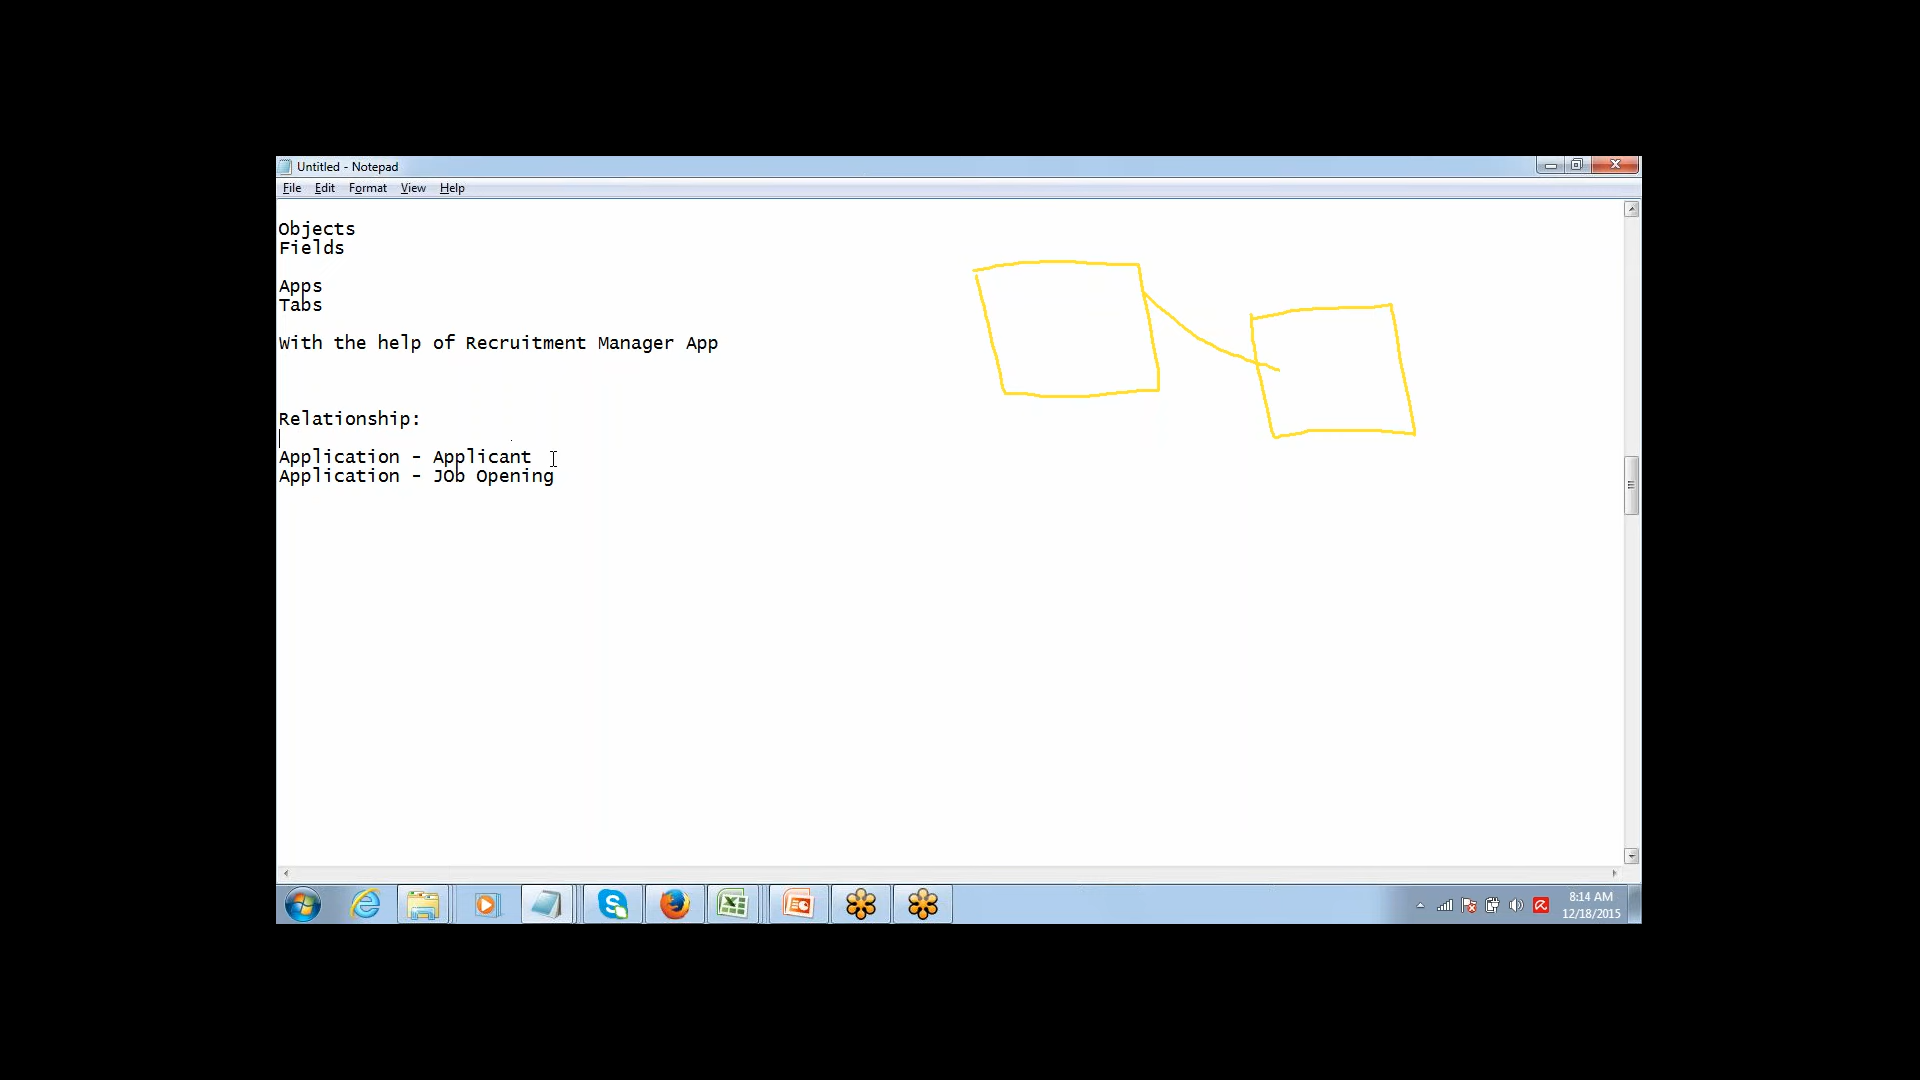 Untitled - Notepad
File Edit Format View Help
Objects
Fields
Apps
Tabs
With the help of Recruitment Manager App
Relationship:
Application - Applicant
Application - JOb Opening
8:14 AM
12/18/2015